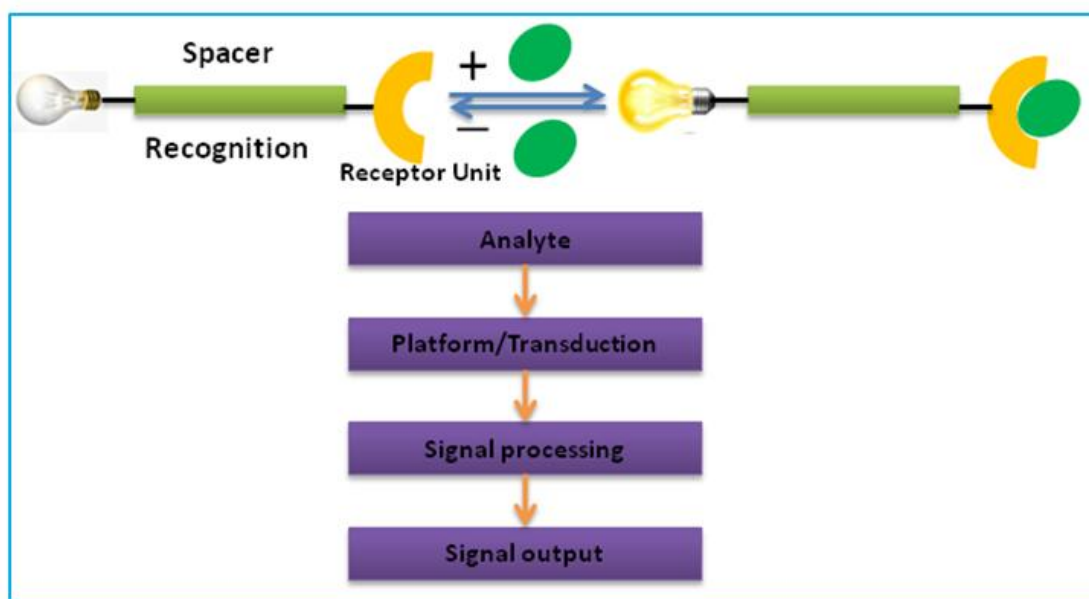 Spacer
Recognition
+
−
Receptor Unit
Analyte
Platform/Transduction
Signal processing
Signal output